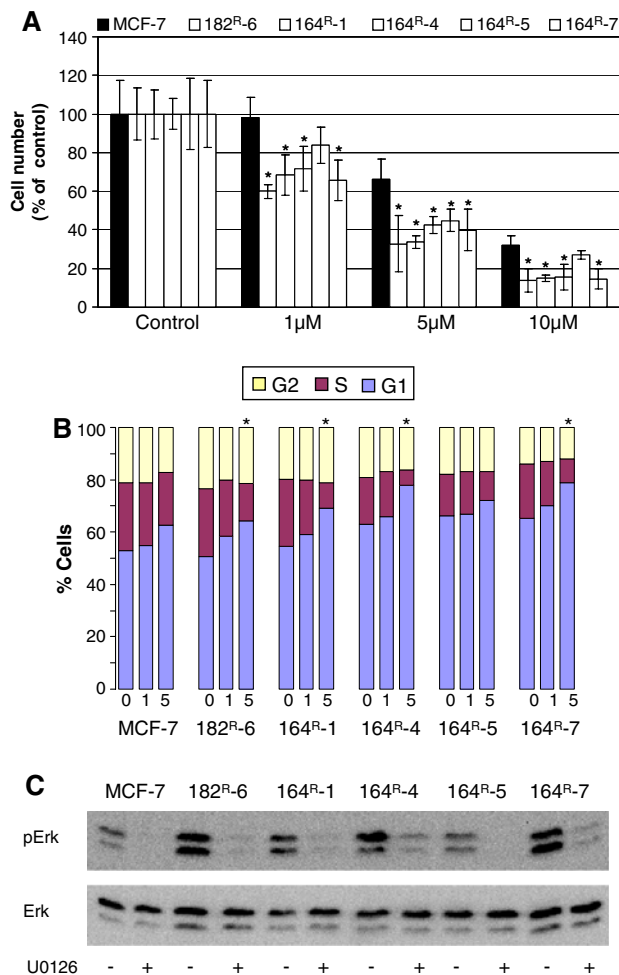 A
MCF-7 182ᴿ-6 164ᴿ-1 164ᴿ-4 164ᴿ-5 164ᴿ-7
Cell number
(% of control)
140
120
100
80
60
40
20
0
* * * *
* * * * *
* * * *
Control 1µM 5µM 10µM
G2 S G1
B
% Cells
100
80
60
40
20
0
* * * *
0 1 5 0 1 5 0 1 5 0 1 5 0 1 5 0 1 5
MCF-7 182ᴿ-6 164ᴿ-1 164ᴿ-4 164ᴿ-5 164ᴿ-7
C
MCF-7 182ᴿ-6 164ᴿ-1 164ᴿ-4 164ᴿ-5 164ᴿ-7
pErk
Erk
U0126 - + - + - + - + - + - +